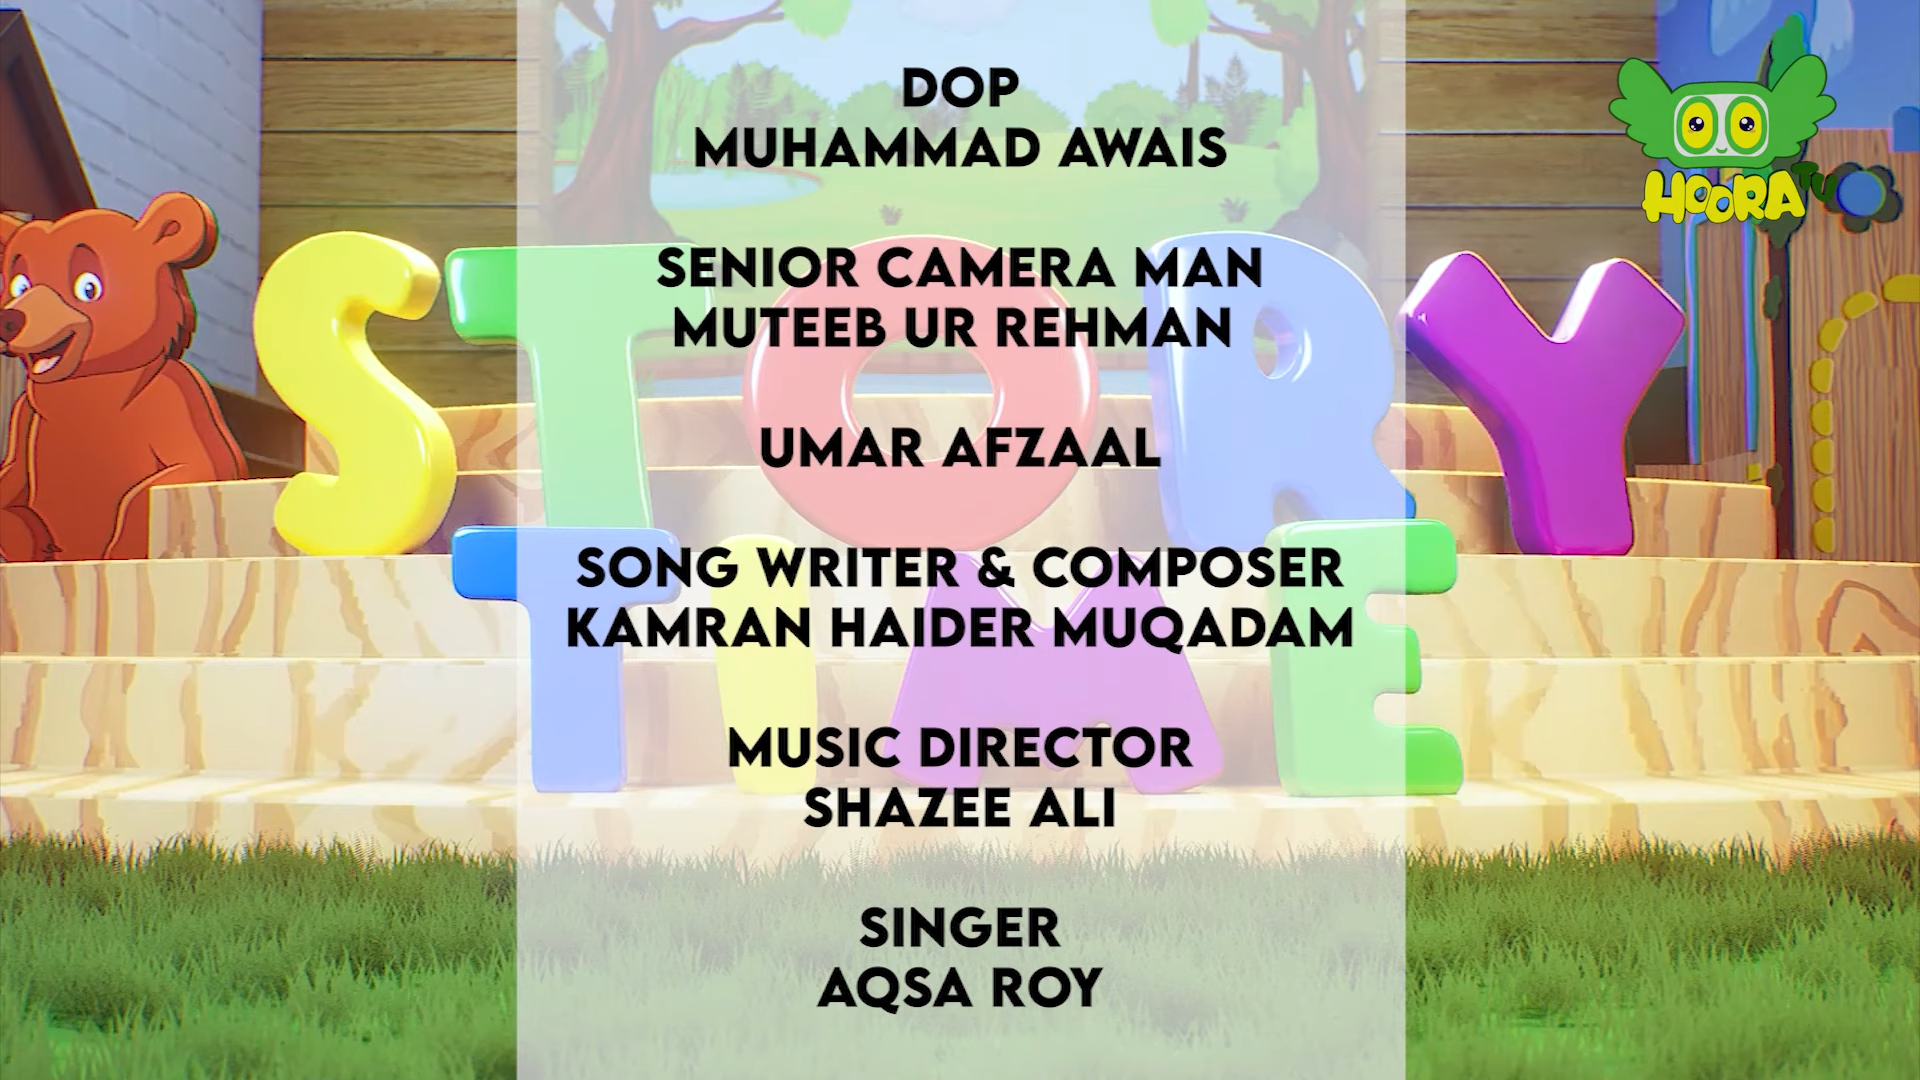 DOP
MUHAMMAD AWAIS
SENIOR CAMERA MAN
MUTEEB UR REHMAN
UMAR AFZAAL
SONG WRITER & COMPOSER
KAMRAN HAIDER MUQADAM
MUSIC DIRECTOR
SHAZEE ALI
SINGER
AQSA ROY
HOORA TV
STORY
TIME